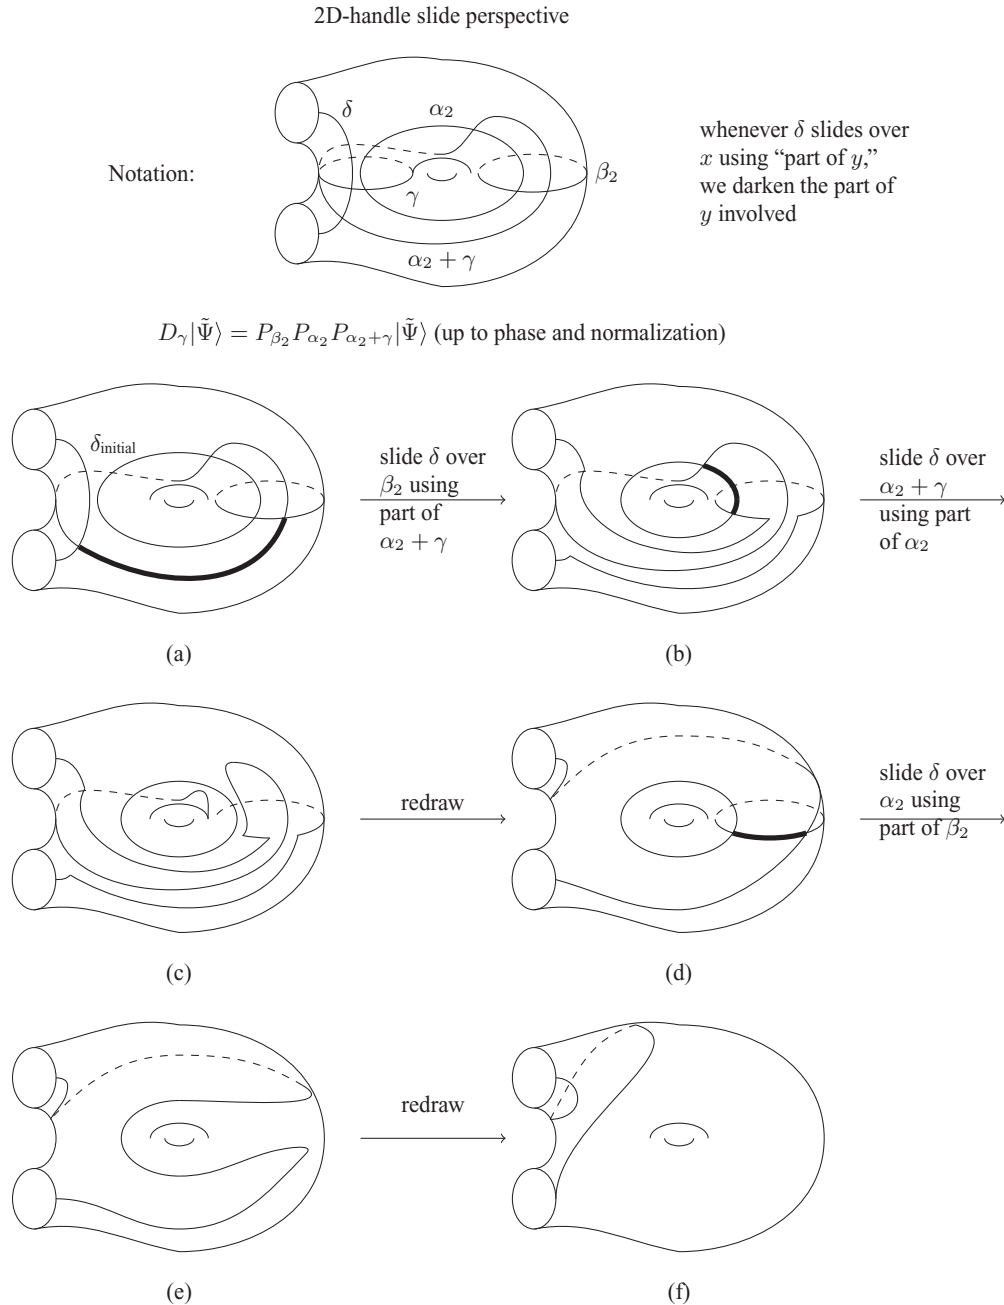 2D-handle slide perspective
δ
α₂
Notation:
γ
β₂
α₂ + γ
whenever δ slides over
x using “part of y,”
we darken the part of
y involved
D_γ|Ψ̃⟩ = P_β₂ P_α₂ P_α₂+γ|Ψ̃⟩ (up to phase and normalization)
δ_initial
slide δ over
β₂ using
part of
α₂ + γ
slide δ over
α₂ + γ
using part
of α₂
(a)
(b)
redraw
slide δ over
α₂ using
part of β₂
(c)
(d)
redraw
(e)
(f)